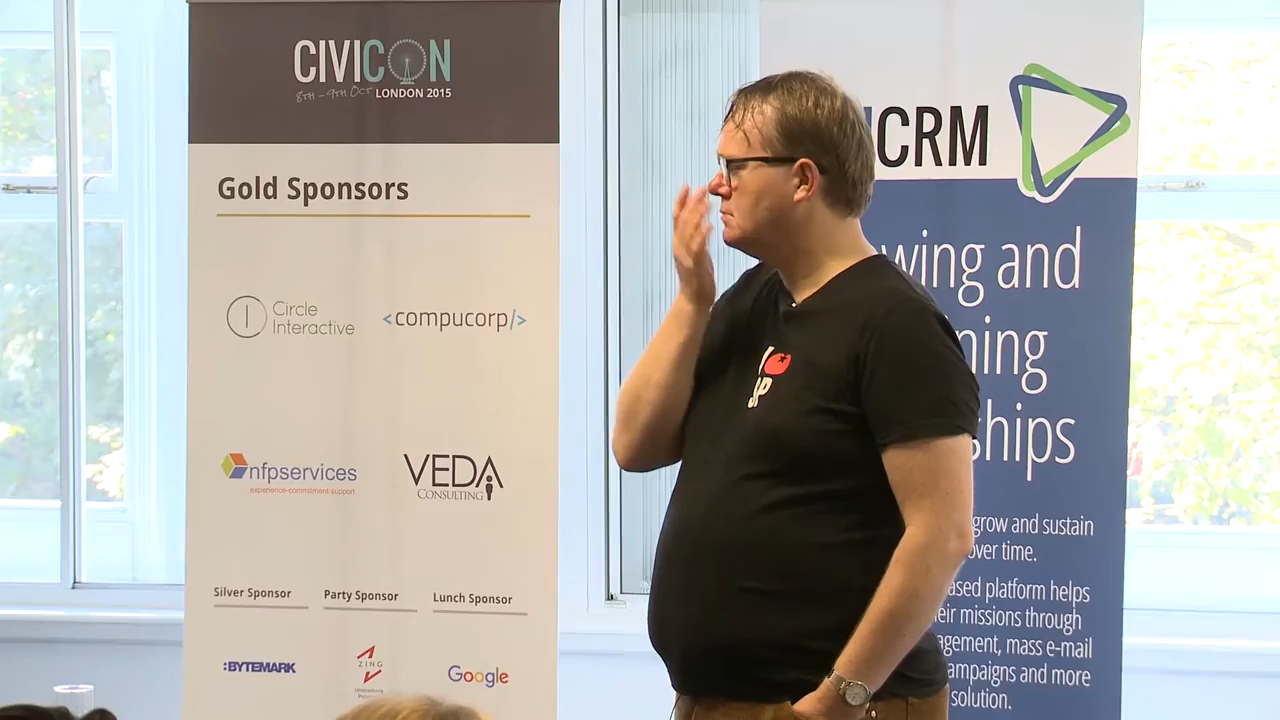 CIVICON
8TH - 9TH OCT LONDON 2015
Gold Sponsors
Circle
Interactive
<compucorp/>
nfpservices
experience-commitment-support
VEDA
CONSULTING
Silver Sponsor
Party Sponsor
Lunch Sponsor
:BYTEMARK
ZING
Google
CRM
wing and
ning
ships
grow and sustain
over time.
ased platform helps
eir missions through
agement, mass e-mail
ampaigns and more
solution.
SP